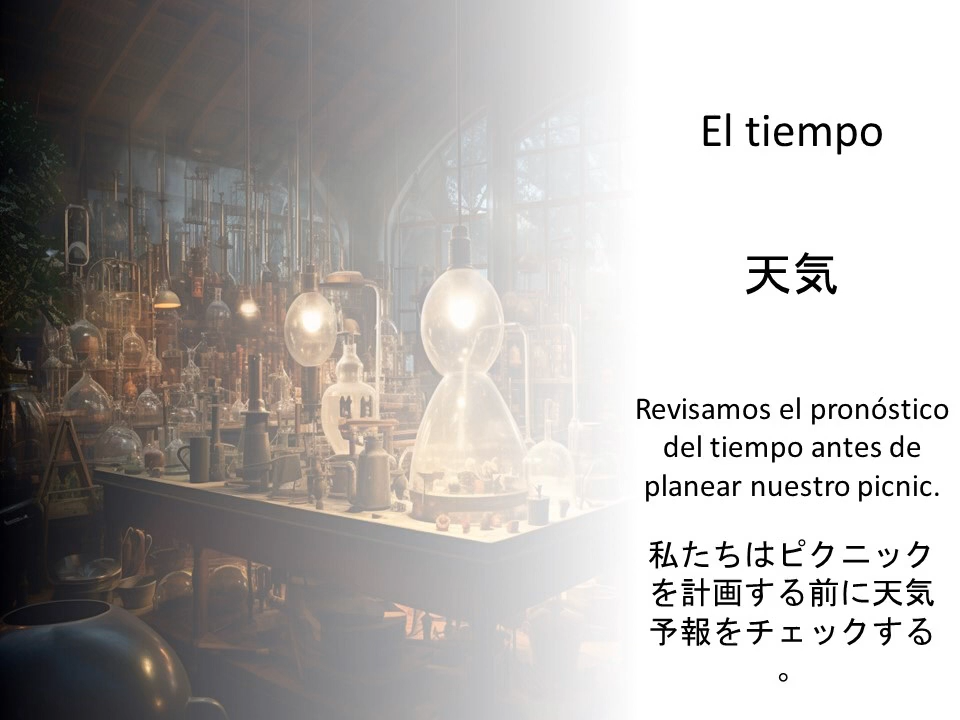 El tiempo
天気
Revisamos el pronóstico
del tiempo antes de
planear nuestro picnic.
私たちはピクニック
を計画する前に天気
予報をチェックする
。